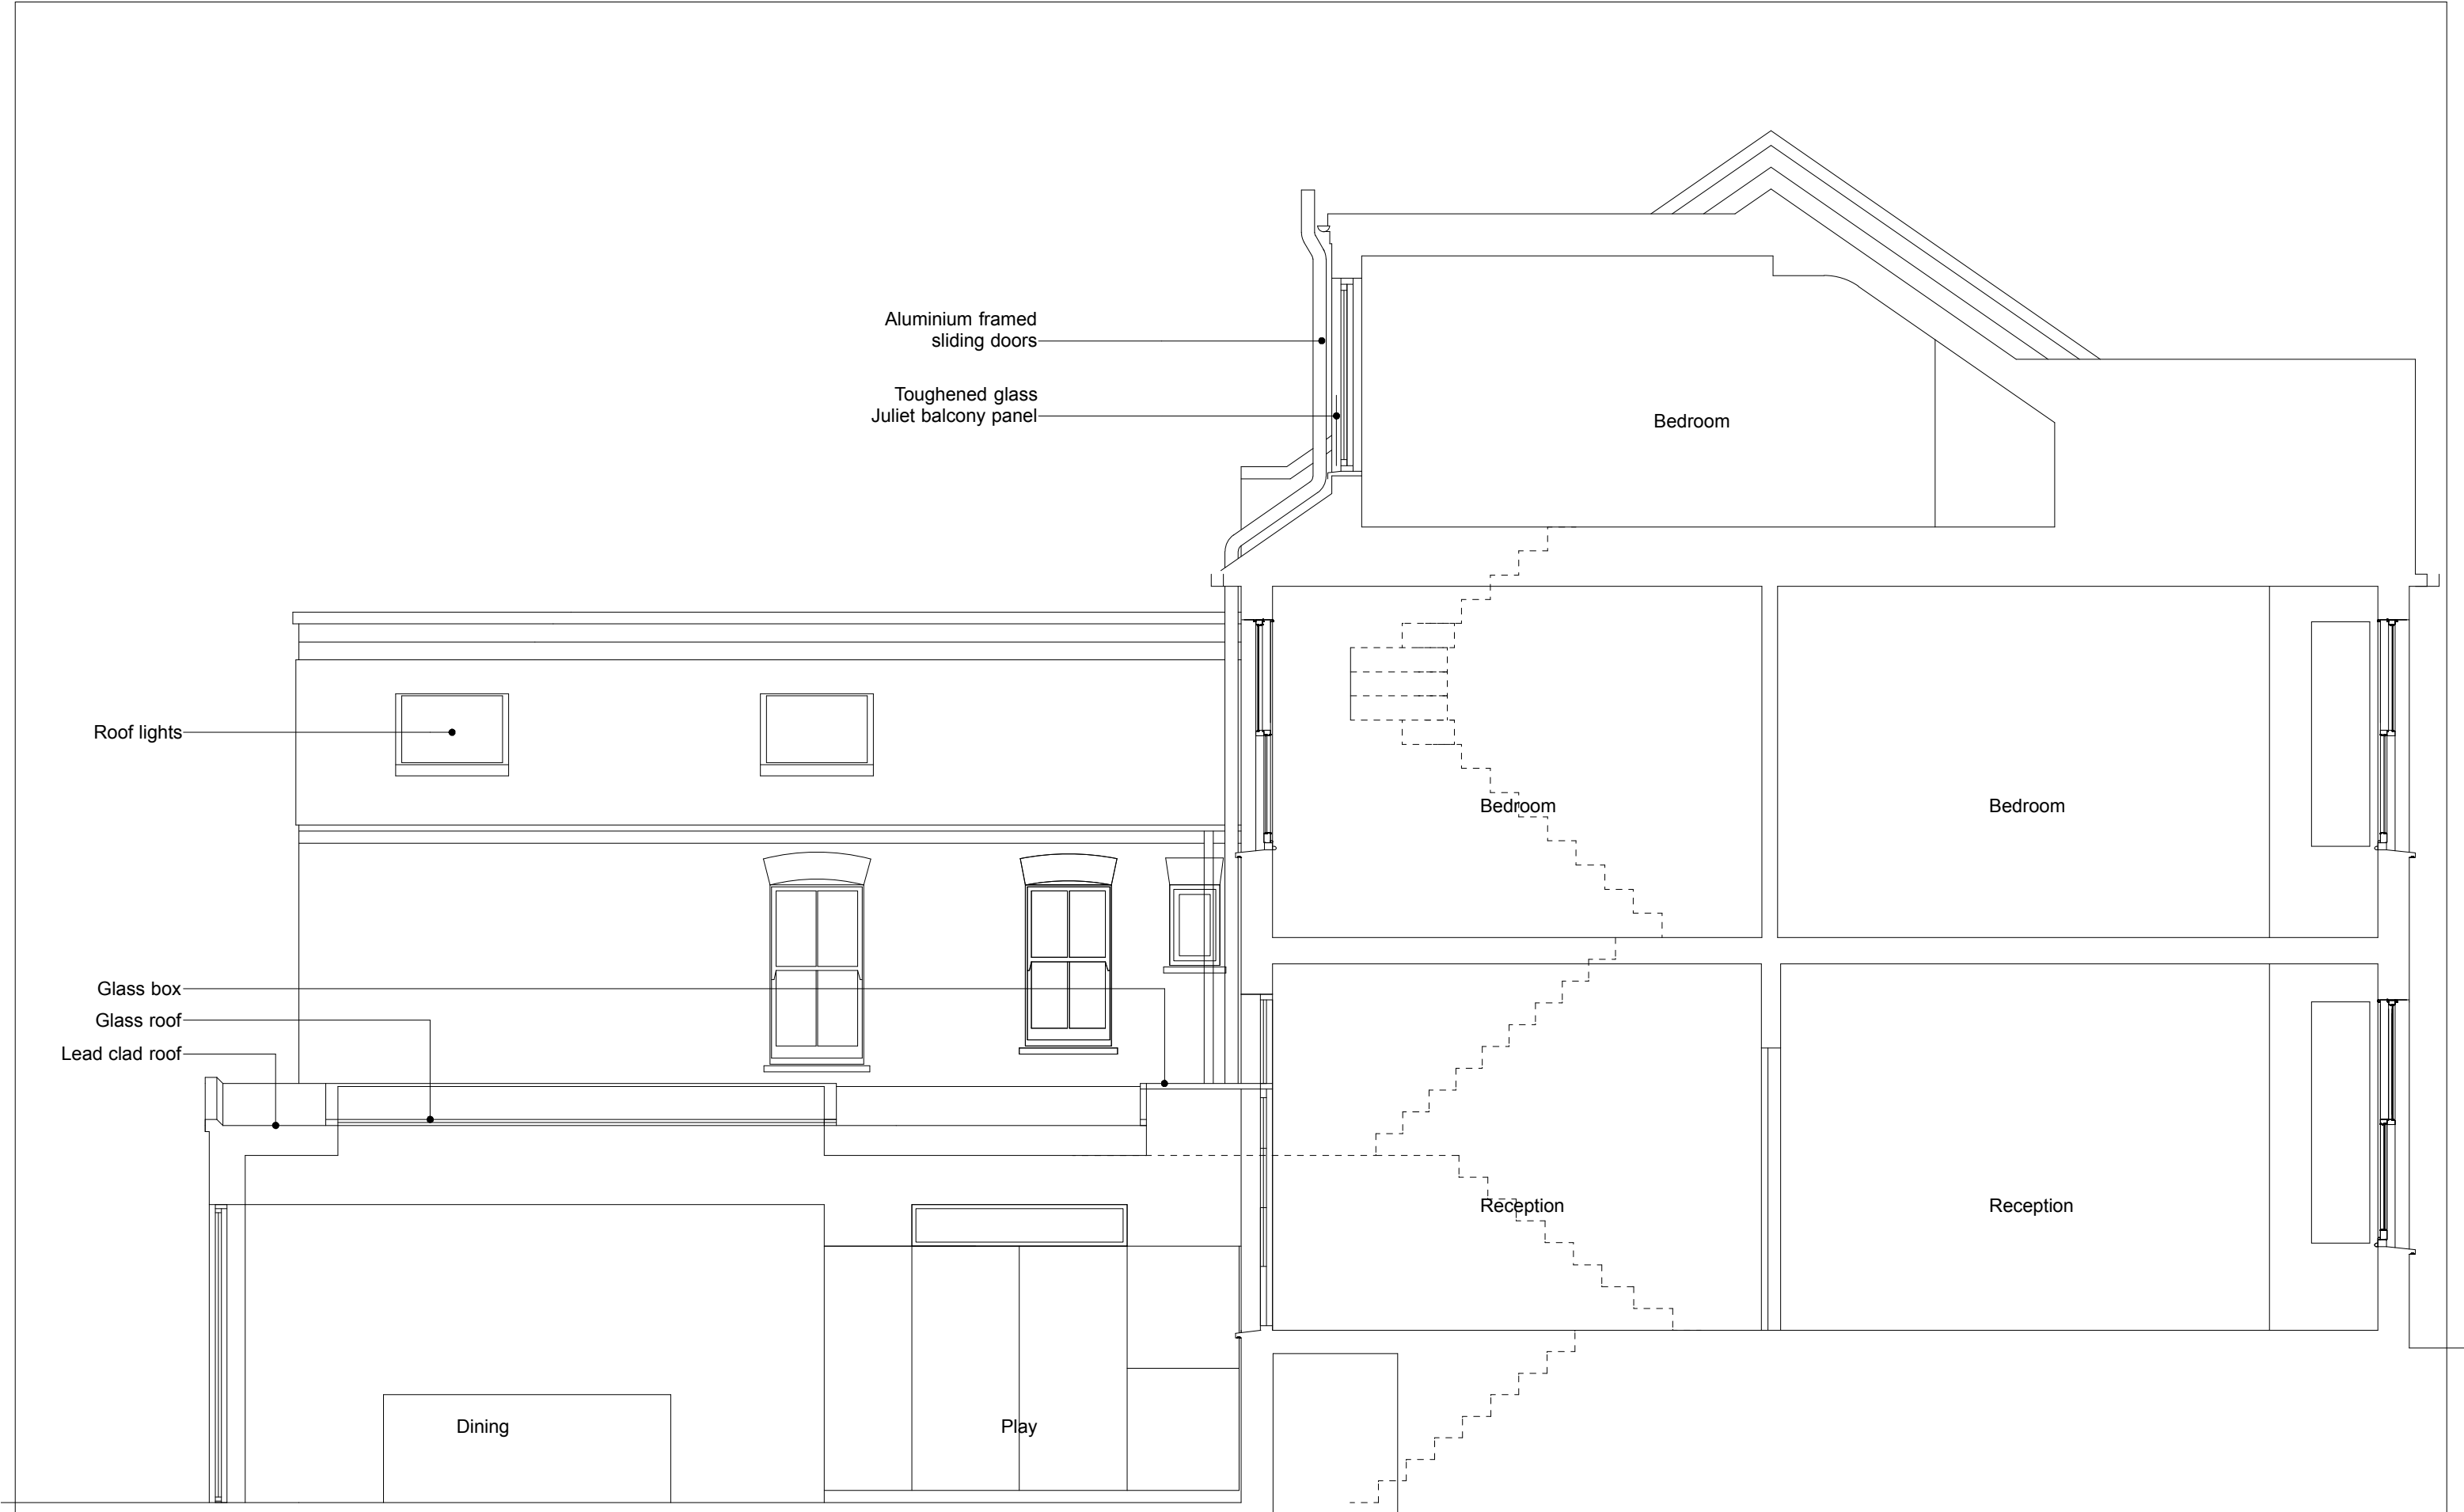 Aluminium framed
sliding doors
Toughened glass
Juliet balcony panel
Bedroom
Roof lights
Bedroom
Bedroom
Glass box
Glass roof
Lead clad roof
Reception
Reception
Dining
Play